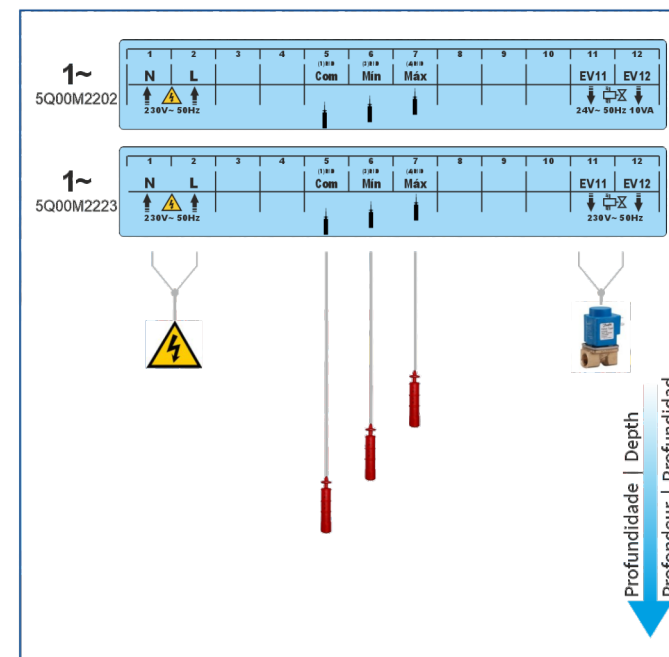 1 2 3 4 5 6 7 8 9 10 11 12
1~
N L Com Mín Máx EV11 EV12
5Q00M2202
230V~ 50Hz 24V~ 50Hz 10VA
1 2 3 4 5 6 7 8 9 10 11 12
1~
N L Com Mín Máx EV11 EV12
5Q00M2223
230V~ 50Hz 230V~ 50Hz
Profundidade | Depth
Profondeur | Profundidad